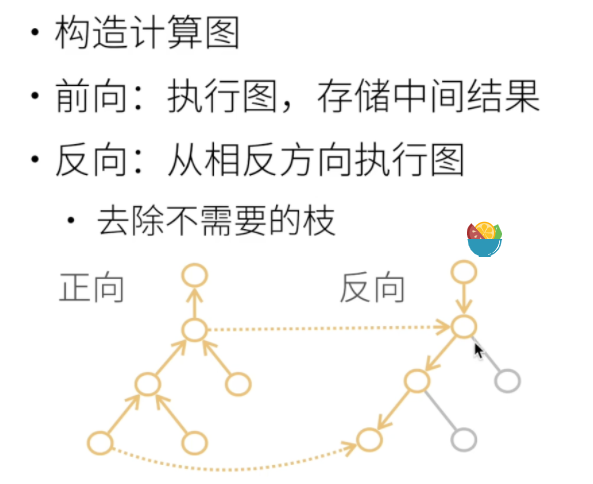 • 构造计算图
• 前向：执行图，存储中间结果
• 反向：从相反方向执行图
• 去除不需要的枝
正向 反向